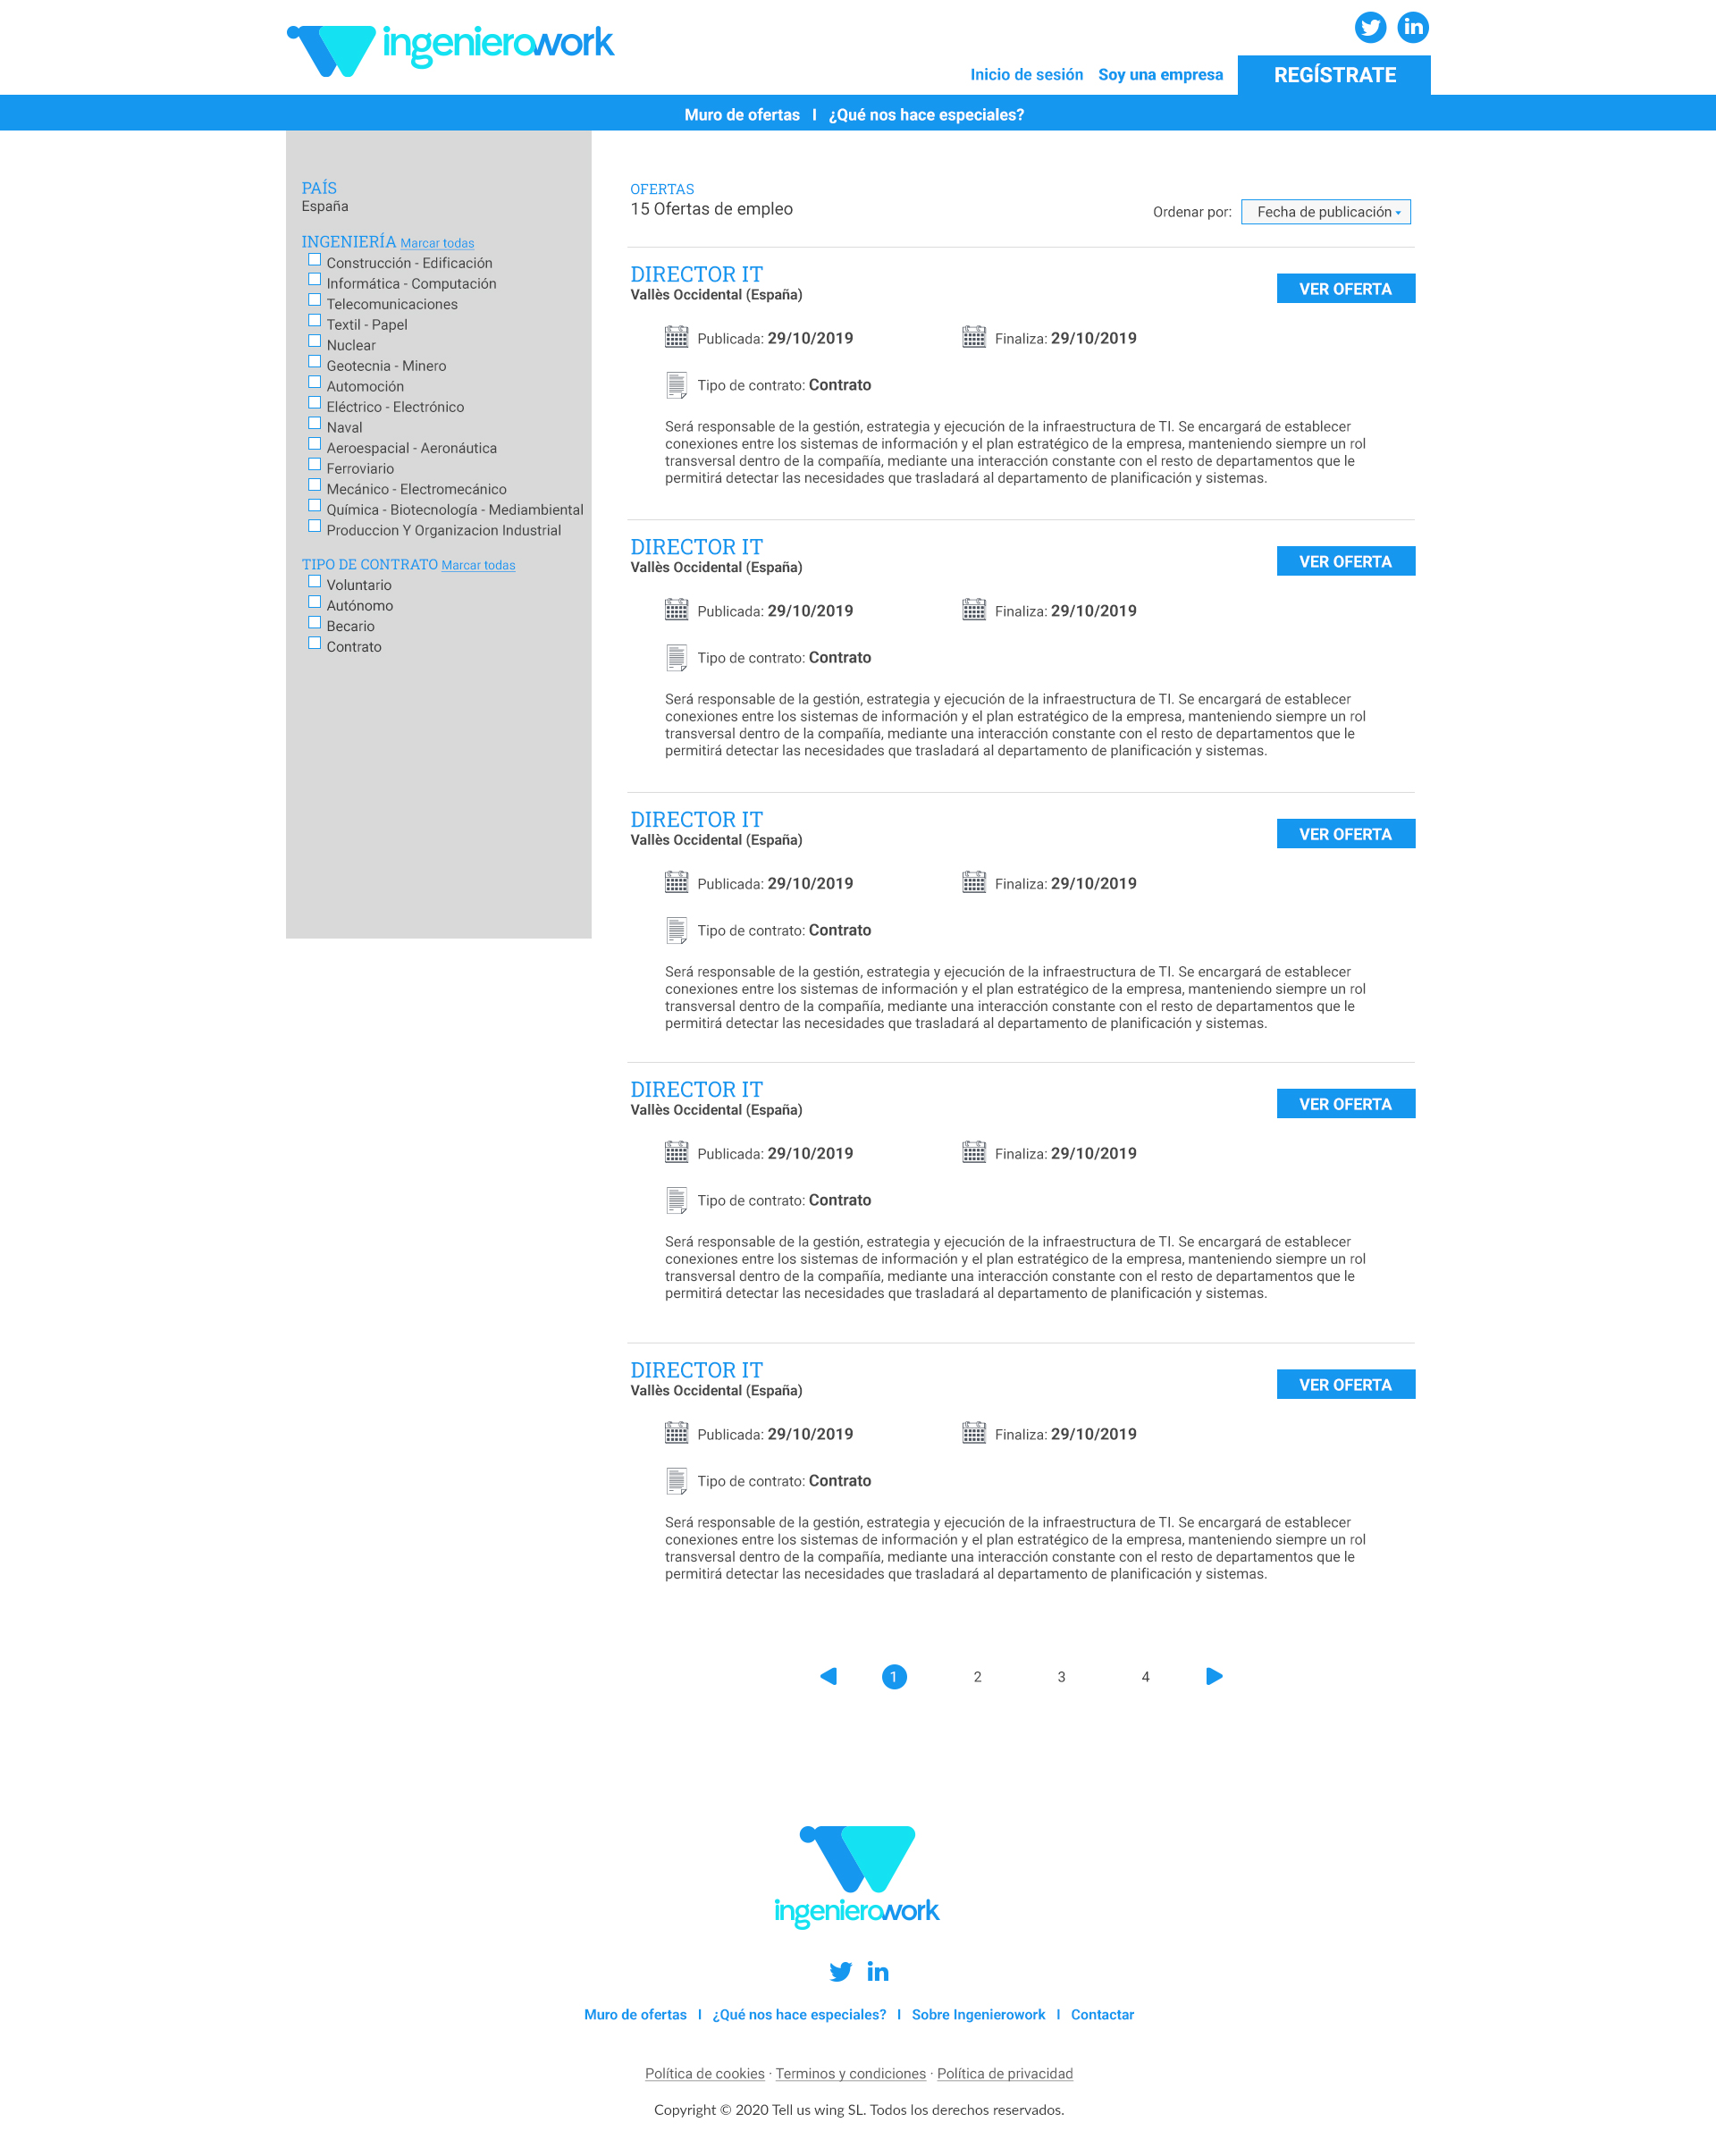 ingenierowork
Inicio de sesión Soy una empresa REGÍSTRATE
Muro de ofertas | ¿Qué nos hace especiales?
PAÍS
España
INGENIERÍA Marcar todas
Construcción - Edificación
Informática - Computación
Telecomunicaciones
Textil - Papel
Nuclear
Geotecnia - Minero
Automoción
Eléctrico - Electrónico
Naval
Aeroespacial - Aeronáutica
Ferroviario
Mecánico - Electromecánico
Química - Biotecnología - Mediambiental
Produccion Y Organizacion Industrial
TIPO DE CONTRATO Marcar todas
Voluntario
Autónomo
Becario
Contrato
OFERTAS
15 Ofertas de empleo
Ordenar por: Fecha de publicación
DIRECTOR IT
Vallès Occidental (España)
VER OFERTA
Publicada: 29/10/2019 Finaliza: 29/10/2019
Tipo de contrato: Contrato
Será responsable de la gestión, estrategia y ejecución de la infraestructura de TI. Se encargará de establecer
conexiones entre los sistemas de información y el plan estratégico de la empresa, manteniendo siempre un rol
transversal dentro de la compañía, mediante una interacción constante con el resto de departamentos que le
permitirá detectar las necesidades que trasladará al departamento de planificación y sistemas.
DIRECTOR IT
Vallès Occidental (España)
VER OFERTA
Publicada: 29/10/2019 Finaliza: 29/10/2019
Tipo de contrato: Contrato
Será responsable de la gestión, estrategia y ejecución de la infraestructura de TI. Se encargará de establecer
conexiones entre los sistemas de información y el plan estratégico de la empresa, manteniendo siempre un rol
transversal dentro de la compañía, mediante una interacción constante con el resto de departamentos que le
permitirá detectar las necesidades que trasladará al departamento de planificación y sistemas.
DIRECTOR IT
Vallès Occidental (España)
VER OFERTA
Publicada: 29/10/2019 Finaliza: 29/10/2019
Tipo de contrato: Contrato
Será responsable de la gestión, estrategia y ejecución de la infraestructura de TI. Se encargará de establecer
conexiones entre los sistemas de información y el plan estratégico de la empresa, manteniendo siempre un rol
transversal dentro de la compañía, mediante una interacción constante con el resto de departamentos que le
permitirá detectar las necesidades que trasladará al departamento de planificación y sistemas.
DIRECTOR IT
Vallès Occidental (España)
VER OFERTA
Publicada: 29/10/2019 Finaliza: 29/10/2019
Tipo de contrato: Contrato
Será responsable de la gestión, estrategia y ejecución de la infraestructura de TI. Se encargará de establecer
conexiones entre los sistemas de información y el plan estratégico de la empresa, manteniendo siempre un rol
transversal dentro de la compañía, mediante una interacción constante con el resto de departamentos que le
permitirá detectar las necesidades que trasladará al departamento de planificación y sistemas.
DIRECTOR IT
Vallès Occidental (España)
VER OFERTA
Publicada: 29/10/2019 Finaliza: 29/10/2019
Tipo de contrato: Contrato
Será responsable de la gestión, estrategia y ejecución de la infraestructura de TI. Se encargará de establecer
conexiones entre los sistemas de información y el plan estratégico de la empresa, manteniendo siempre un rol
transversal dentro de la compañía, mediante una interacción constante con el resto de departamentos que le
permitirá detectar las necesidades que trasladará al departamento de planificación y sistemas.
1 2 3 4
ingenierowork
Muro de ofertas | ¿Qué nos hace especiales? | Sobre Ingenierowork | Contactar
Política de cookies · Terminos y condiciones · Política de privacidad
Copyright © 2020 Tell us wing SL. Todos los derechos reservados.